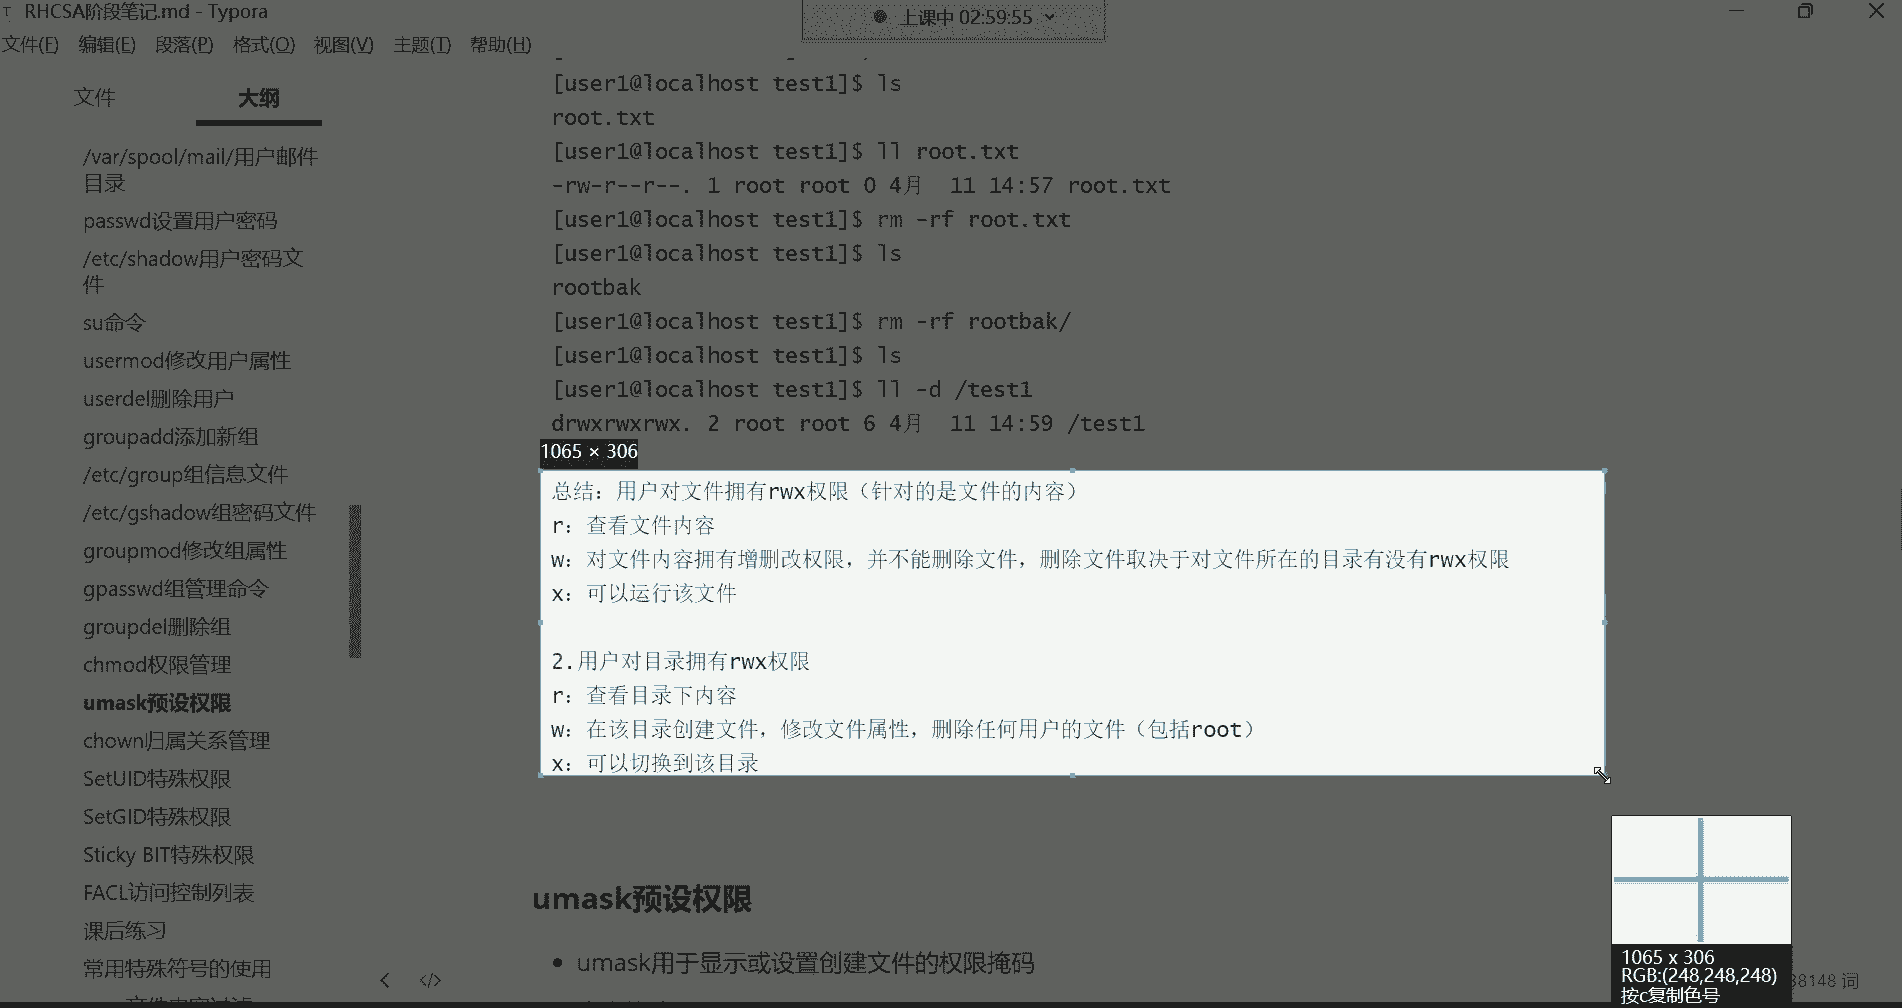 RHCSA阶段笔记.md - Typora
上课中 02:59:55
文件(F) 编辑(E) 段落(P) 格式(O) 视图(V) 主题(T) 帮助(H)
文件 大纲
/var/spool/mail/用户邮件
目录
passwd设置用户密码
/etc/shadow用户密码文
件
su命令
usermod修改用户属性
userdel删除用户
groupadd添加新组
/etc/group组信息文件
/etc/gshadow组密码文件
groupmod修改组属性
gpasswd组管理命令
groupdel删除组
chmod权限管理
umask预设权限
chown归属关系管理
SetUID特殊权限
SetGID特殊权限
Sticky BIT特殊权限
FACL访问控制列表
课后练习
常用特殊符号的使用
[user1@localhost test1]$ ls
root.txt
[user1@localhost test1]$ ll root.txt
-rw-r--r--. 1 root root 0 4月  11 14:57 root.txt
[user1@localhost test1]$ rm -rf root.txt
[user1@localhost test1]$ ls
rootbak
[user1@localhost test1]$ rm -rf rootbak/
[user1@localhost test1]$ ls
[user1@localhost test1]$ ll -d /test1
drwxrwxrwx. 2 root root 6 4月  11 14:59 /test1
1065 × 306
总结：用户对文件拥有rwx权限（针对的是文件的内容）
r：查看文件内容
w：对文件内容拥有增删改权限，并不能删除文件，删除文件取决于对文件所在的目录有没有rwx权限
x：可以运行该文件
2.用户对目录拥有rwx权限
r：查看目录下内容
w：在该目录创建文件，修改文件属性，删除任何用户的文件（包括root）
x：可以切换到该目录
umask预设权限
umask用于显示或设置创建文件的权限掩码
1065 x 306
RGB:(248,248,248)
按c复制色号
8148 词